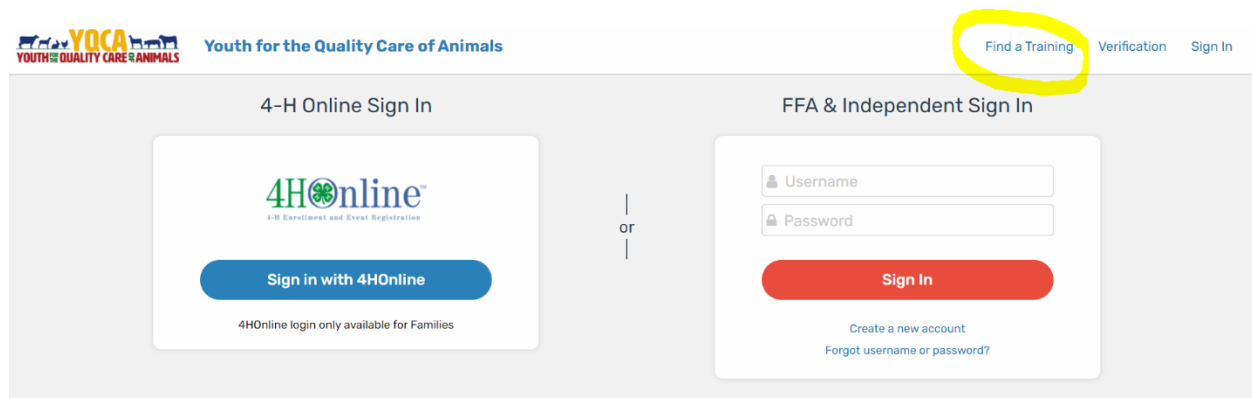 YQCA
YOUTH FOR THE QUALITY CARE OF ANIMALS
Youth for the Quality Care of Animals
Find a Training
Verification
Sign In
4-H Online Sign In
4HOnline™
4-H Enrollment and Event Registration
Sign in with 4HOnline
4HOnline login only available for Families
or
FFA & Independent Sign In
Username
Password
Sign In
Create a new account
Forgot username or password?